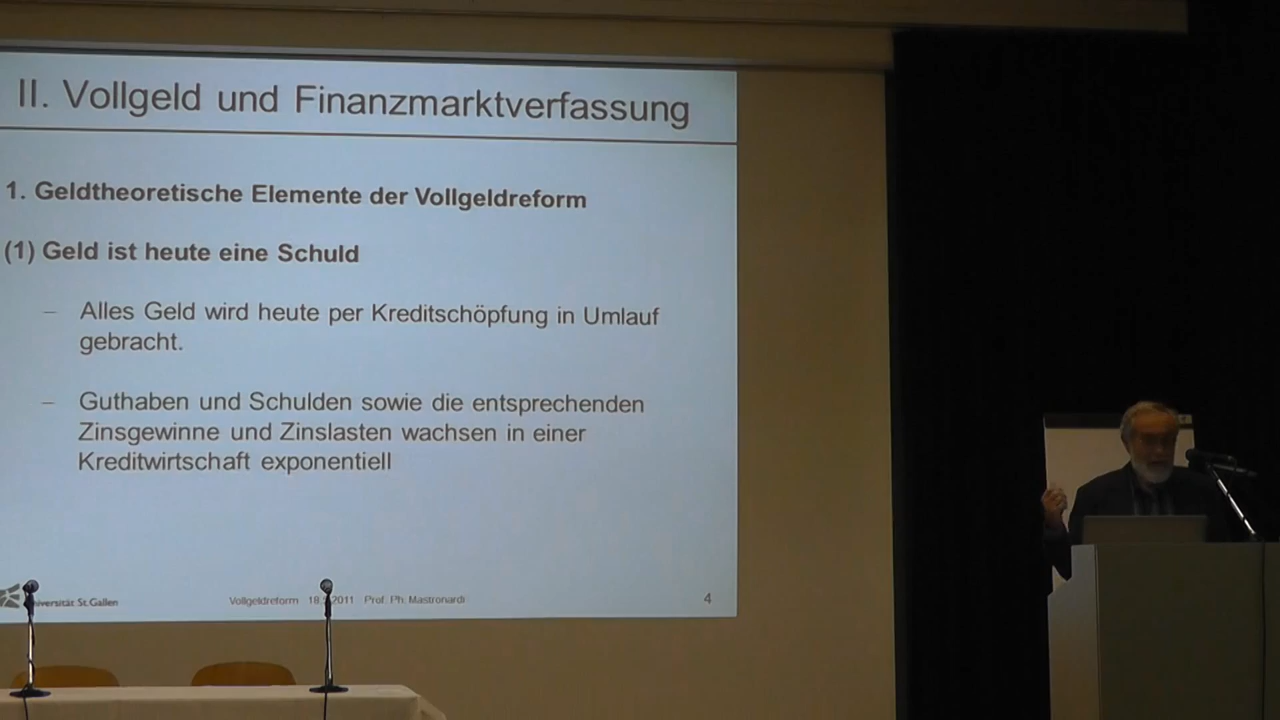 II. Vollgeld und Finanzmarktverfassung
1. Geldtheoretische Elemente der Vollgeldreform
(1) Geld ist heute eine Schuld
– Alles Geld wird heute per Kreditschöpfung in Umlauf
gebracht.
– Guthaben und Schulden sowie die entsprechenden
Zinsgewinne und Zinslasten wachsen in einer
Kreditwirtschaft exponentiell
St.Gallen Vollgeldreform 2011 Prof. Ph. Mastronardi 4